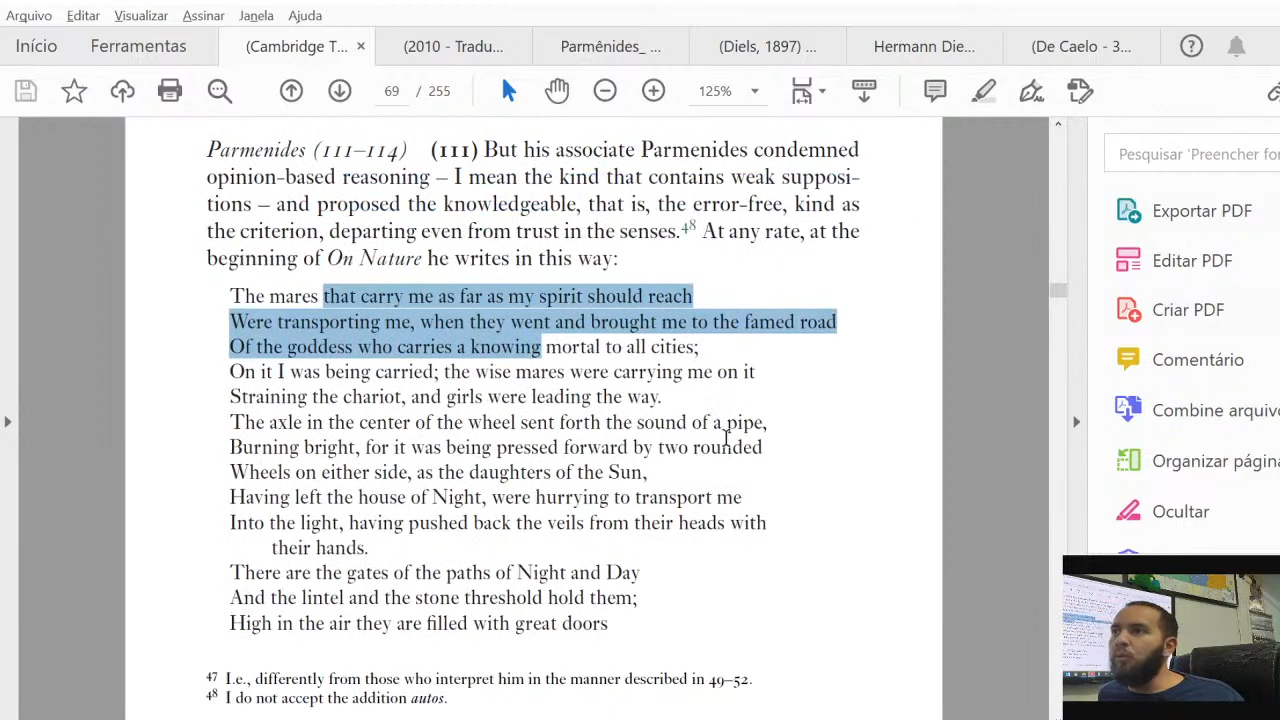 Arquivo Editar Visualizar Assinar Janela Ajuda
Início Ferramentas (Cambridge T... × (2010 - Tradu... Parmênides_ ... (Diels, 1897) ... Hermann Die... (De Caelo - 3...
69 / 255 125%
Parmenides (111–114) (111) But his associate Parmenides condemned
opinion-based reasoning – I mean the kind that contains weak supposi-
tions – and proposed the knowledgeable, that is, the error-free, kind as
the criterion, departing even from trust in the senses.48 At any rate, at the
beginning of On Nature he writes in this way:
The mares that carry me as far as my spirit should reach
Were transporting me, when they went and brought me to the famed road
Of the goddess who carries a knowing mortal to all cities;
On it I was being carried; the wise mares were carrying me on it
Straining the chariot, and girls were leading the way.
The axle in the center of the wheel sent forth the sound of a pipe,
Burning bright, for it was being pressed forward by two rounded
Wheels on either side, as the daughters of the Sun,
Having left the house of Night, were hurrying to transport me
Into the light, having pushed back the veils from their heads with
their hands.
There are the gates of the paths of Night and Day
And the lintel and the stone threshold hold them;
High in the air they are filled with great doors
47 I.e., differently from those who interpret him in the manner described in 49–52.
48 I do not accept the addition autos.
Pesquisar 'Preencher for
Exportar PDF
Editar PDF
Criar PDF
Comentário
Combine arquivo
Organizar página
Ocultar